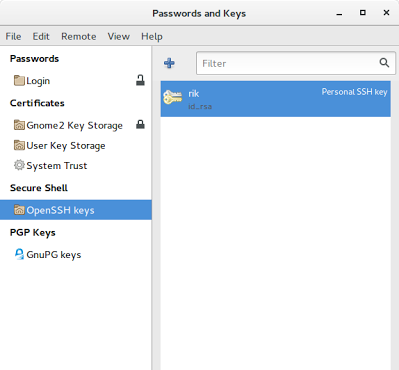 Passwords and Keys
File Edit Remote View Help
Passwords
Login
Certificates
Gnome2 Key Storage
User Key Storage
System Trust
Secure Shell
OpenSSH keys
PGP Keys
GnuPG keys
Filter
rik Personal SSH key
id_rsa